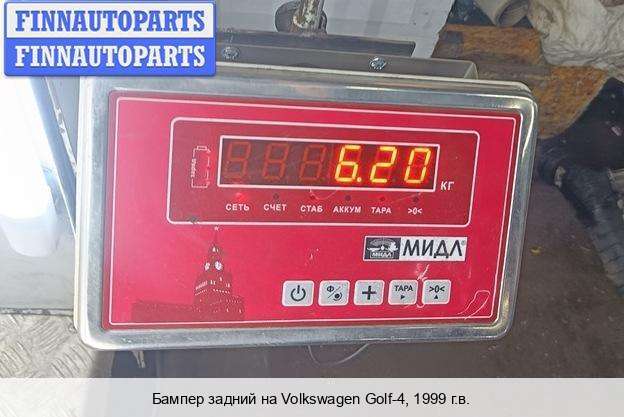 FINNAUTOPARTS
FINNAUTOPARTS
6.20
КГ
СЕТЬ СЧЕТ СТАБ АККУМ ТАРА >0<
МИДЛ
МИДЛ®
Ф/
ТАРА >0<
Бампер задний на Volkswagen Golf-4, 1999 г.в.